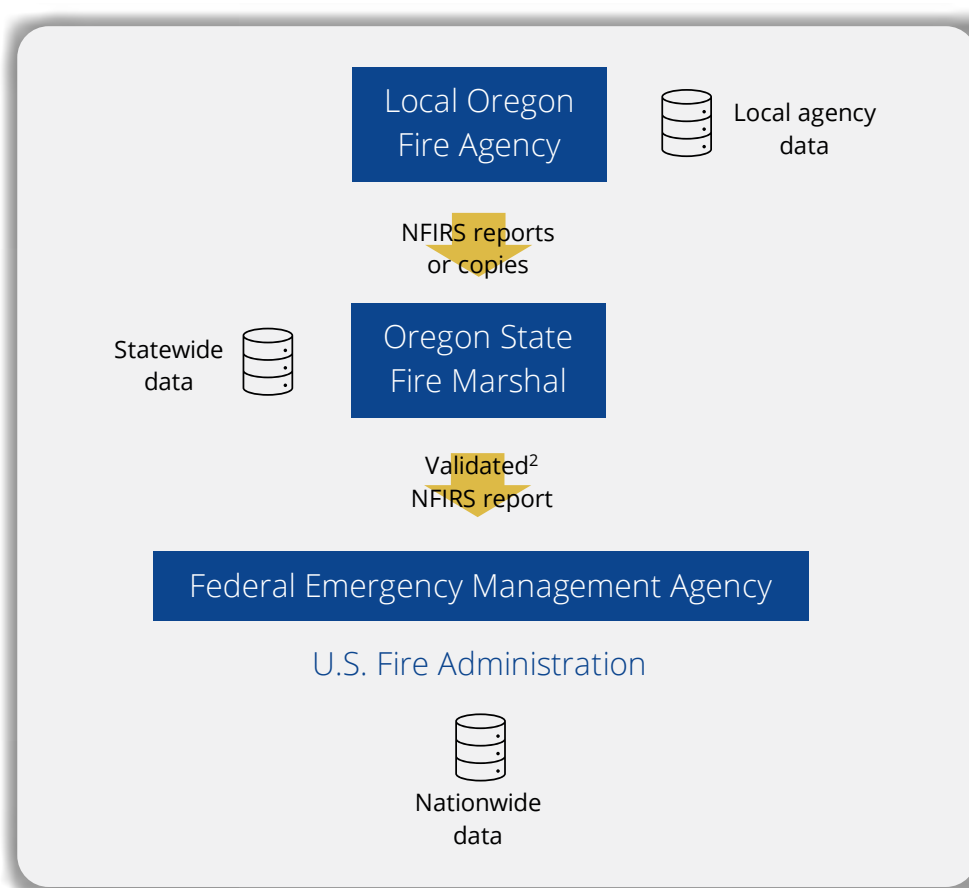 Local Oregon
Fire Agency
Local agency
data
NFIRS reports
or copies
Statewide
data
Oregon State
Fire Marshal
Validated²
NFIRS report
Federal Emergency Management Agency
U.S. Fire Administration
Nationwide
data